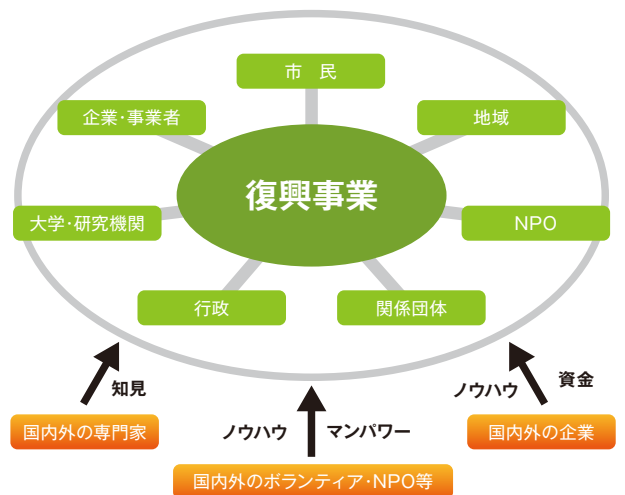 市　民
企業・事業者
地域
復興事業
大学・研究機関
NPO
行政
関係団体
知見
ノウハウ
マンパワー
ノウハウ
資金
国内外の専門家
国内外の企業
国内外のボランティア・NPO等